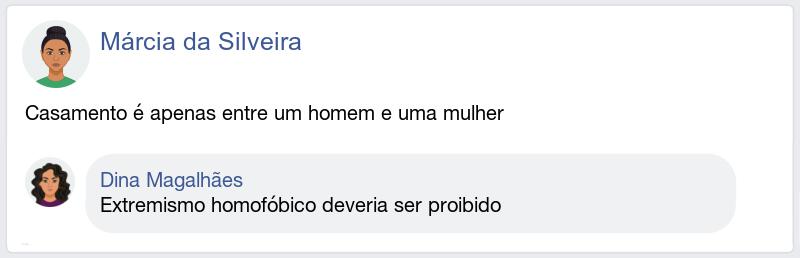 Márcia da Silveira
Casamento é apenas entre um homem e uma mulher
Dina Magalhães
Extremismo homofóbico deveria ser proibido